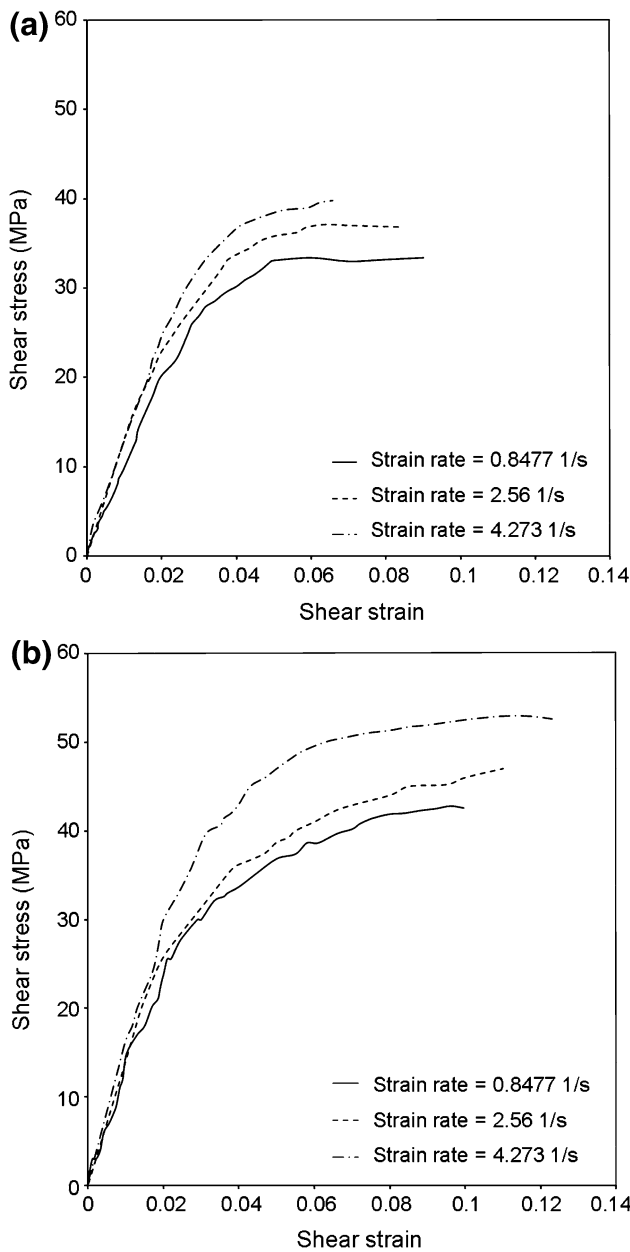 (a)
60
50
40
30
20
10
0
Shear stress (MPa)
Strain rate = 0.8477 1/s
Strain rate = 2.56 1/s
Strain rate = 4.273 1/s
0 0.02 0.04 0.06 0.08 0.1 0.12 0.14
Shear strain
(b)
60
50
40
30
20
10
0
Shear stress (MPa)
Strain rate = 0.8477 1/s
Strain rate = 2.56 1/s
Strain rate = 4.273 1/s
0 0.02 0.04 0.06 0.08 0.1 0.12 0.14
Shear strain